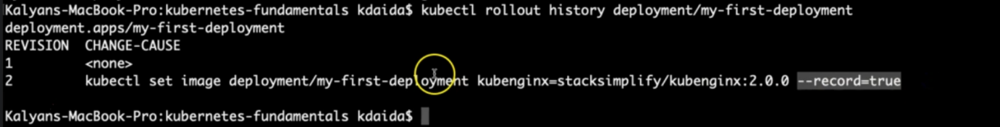 Kalyans-MacBook-Pro:kubernetes-fundamentals kdaida$ kubectl rollout history deployment/my-first-deployment
deployment.apps/my-first-deployment
REVISION  CHANGE-CAUSE
1         <none>
2         kubectl set image deployment/my-first-deployment kubenginx=stacksimplify/kubenginx:2.0.0 --record=true
Kalyans-MacBook-Pro:kubernetes-fundamentals kdaida$